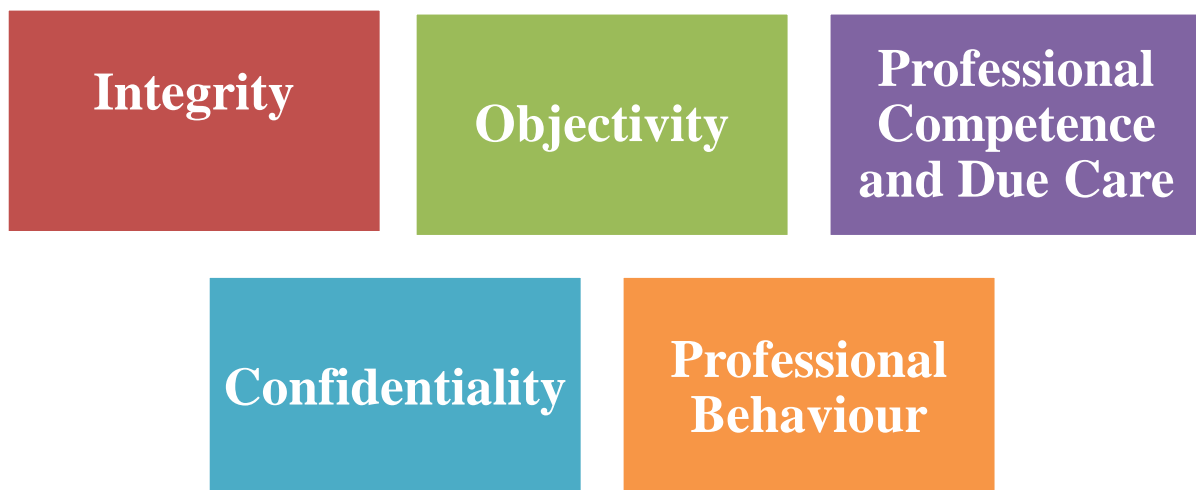 Integrity
Objectivity
Professional
Competence
and Due Care
Confidentiality
Professional
Behaviour